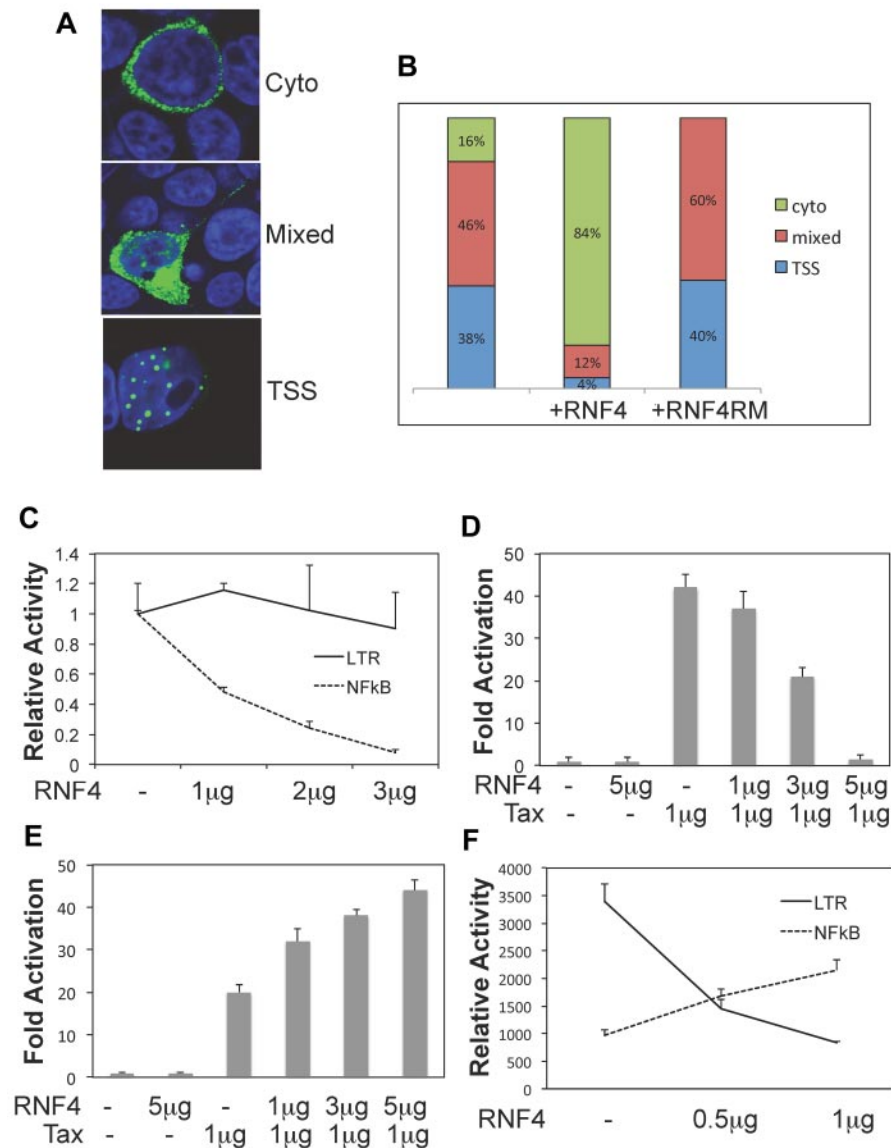 A
Cyto
Mixed
TSS
B
16%
46%
38%
84%
12%
4%
60%
40%
cyto
mixed
TSS
+RNF4
+RNF4RM
C
Relative Activity
1.4
1.2
1
0.8
0.6
0.4
0.2
0
LTR
NFkB
RNF4 - 1µg 2µg 3µg
D
Fold Activation
50
40
30
20
10
0
RNF4 - 5µg - 1µg 3µg 5µg
Tax - - 1µg 1µg 1µg 1µg
E
Fold Activation
50
40
30
20
10
0
RNF4 - 5µg - 1µg 3µg 5µg
Tax - - 1µg 1µg 1µg 1µg
F
Relative Activity
4000
3500
3000
2500
2000
1500
1000
500
0
LTR
NFkB
RNF4 - 0.5µg 1µg